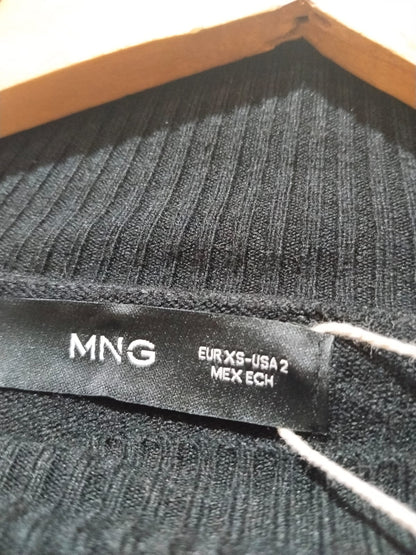 MNG
EUR XS-USA 2
MEX ECH